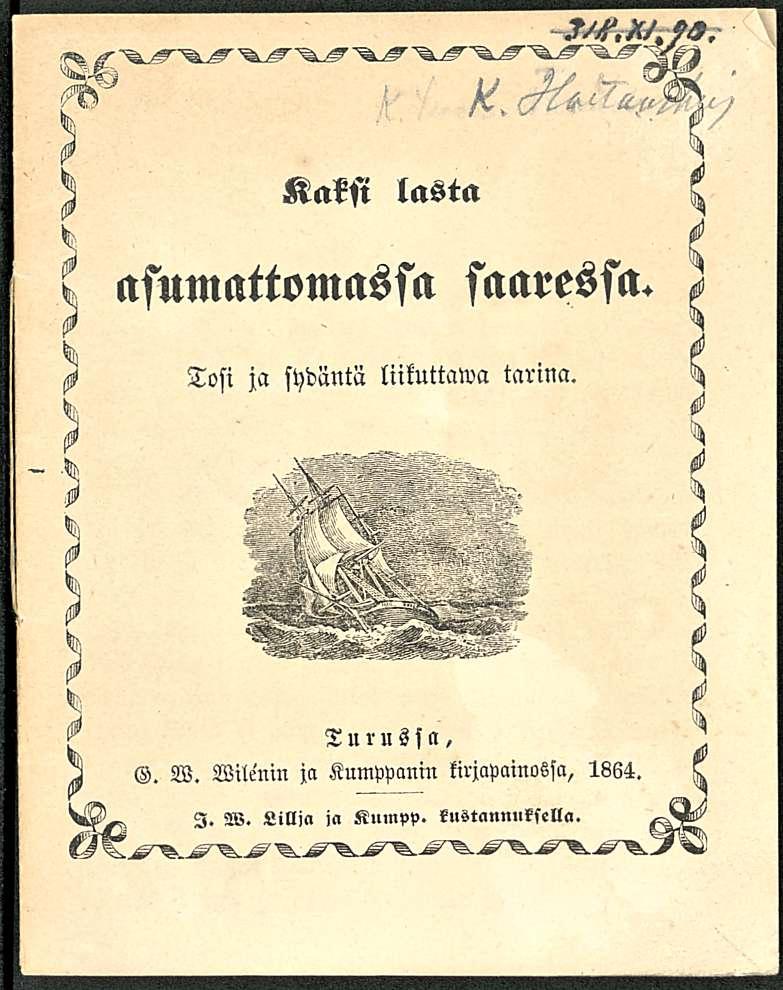 318.XI.90.
K. K.
Kaksi lasta
asumattomassa saaressa.
Tosi ja sydäntä liikuttawa tarina.
Turussa,
G. W. Wilénin ja Kumppanin kirjapainossa, 1864.
J. W. Lillja ja Kumpp. kustannuksella.